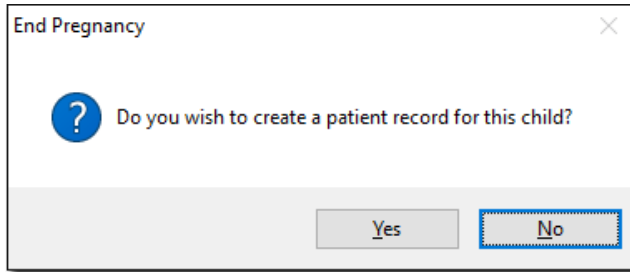 End Pregnancy
Do you wish to create a patient record for this child?
Yes
No